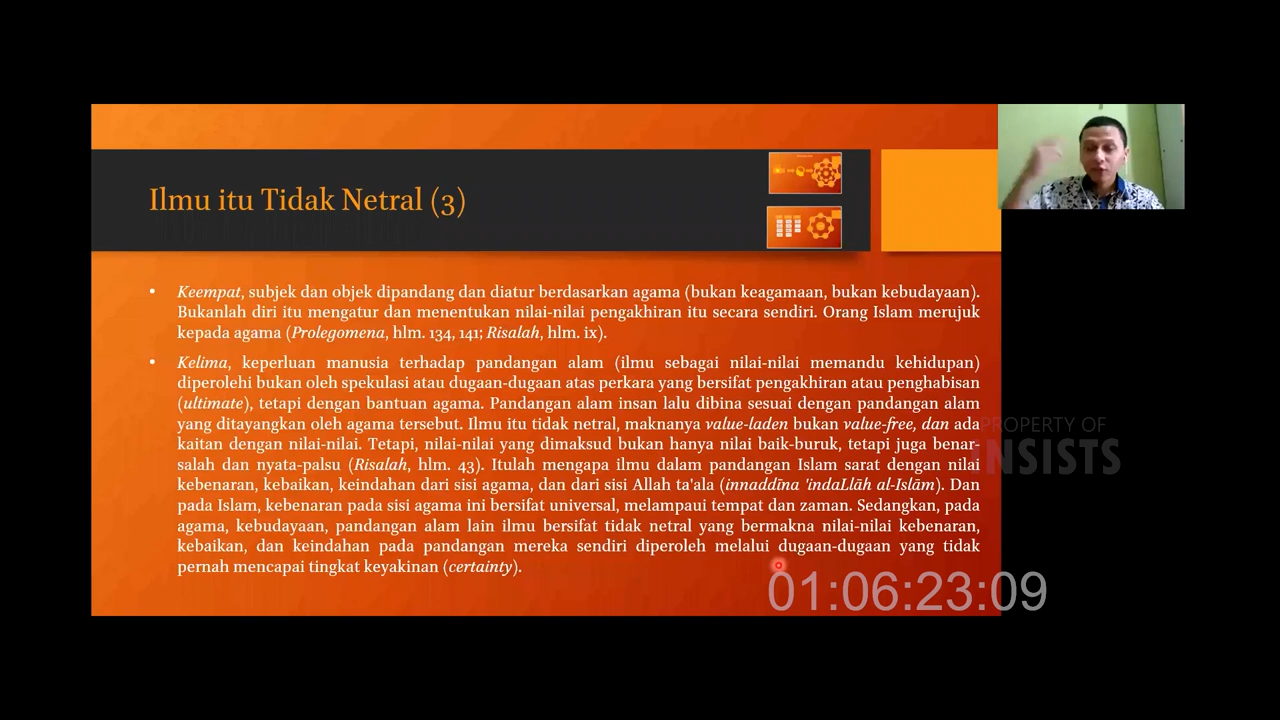 Ilmu itu Tidak Netral (3)
• Keempat, subjek dan objek dipandang dan diatur berdasarkan agama (bukan keagamaan, bukan kebudayaan).
Bukanlah diri itu mengatur dan menentukan nilai-nilai pengakhiran itu secara sendiri. Orang Islam merujuk
kepada agama (Prolegomena, hlm. 134, 141; Risalah, hlm. ix).
• Kelima, keperluan manusia terhadap pandangan alam (ilmu sebagai nilai-nilai memandu kehidupan)
diperolehi bukan oleh spekulasi atau dugaan-dugaan atas perkara yang bersifat pengakhiran atau penghabisan
(ultimate), tetapi dengan bantuan agama. Pandangan alam insan lalu dibina sesuai dengan pandangan alam
yang ditayangkan oleh agama tersebut. Ilmu itu tidak netral, maknanya value-laden bukan value-free, dan ada
kaitan dengan nilai-nilai. Tetapi, nilai-nilai yang dimaksud bukan hanya nilai baik-buruk, tetapi juga benar-
salah dan nyata-palsu (Risalah, hlm. 43). Itulah mengapa ilmu dalam pandangan Islam sarat dengan nilai
kebenaran, kebaikan, keindahan dari sisi agama, dan dari sisi Allah ta'ala (innaddīna 'indaLlāh al-Islām). Dan
pada Islam, kebenaran pada sisi agama ini bersifat universal, melampaui tempat dan zaman. Sedangkan, pada
agama, kebudayaan, pandangan alam lain ilmu bersifat tidak netral yang bermakna nilai-nilai kebenaran,
kebaikan, dan keindahan pada pandangan mereka sendiri diperoleh melalui dugaan-dugaan yang tidak
pernah mencapai tingkat keyakinan (certainty).
PROPERTY OF
INSISTS
01:06:23:09